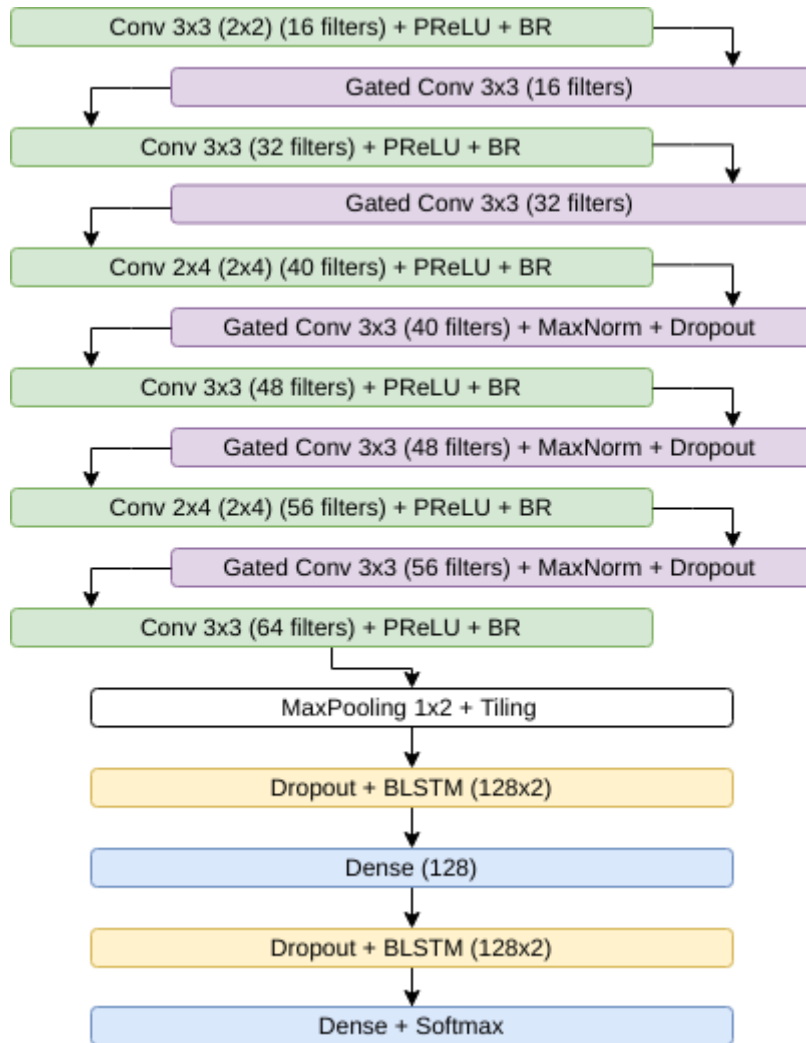 Conv 3x3 (2x2) (16 filters) + PReLU + BR
Gated Conv 3x3 (16 filters)
Conv 3x3 (32 filters) + PReLU + BR
Gated Conv 3x3 (32 filters)
Conv 2x4 (2x4) (40 filters) + PReLU + BR
Gated Conv 3x3 (40 filters) + MaxNorm + Dropout
Conv 3x3 (48 filters) + PReLU + BR
Gated Conv 3x3 (48 filters) + MaxNorm + Dropout
Conv 2x4 (2x4) (56 filters) + PReLU + BR
Gated Conv 3x3 (56 filters) + MaxNorm + Dropout
Conv 3x3 (64 filters) + PReLU + BR
MaxPooling 1x2 + Tiling
Dropout + BLSTM (128x2)
Dense (128)
Dropout + BLSTM (128x2)
Dense + Softmax